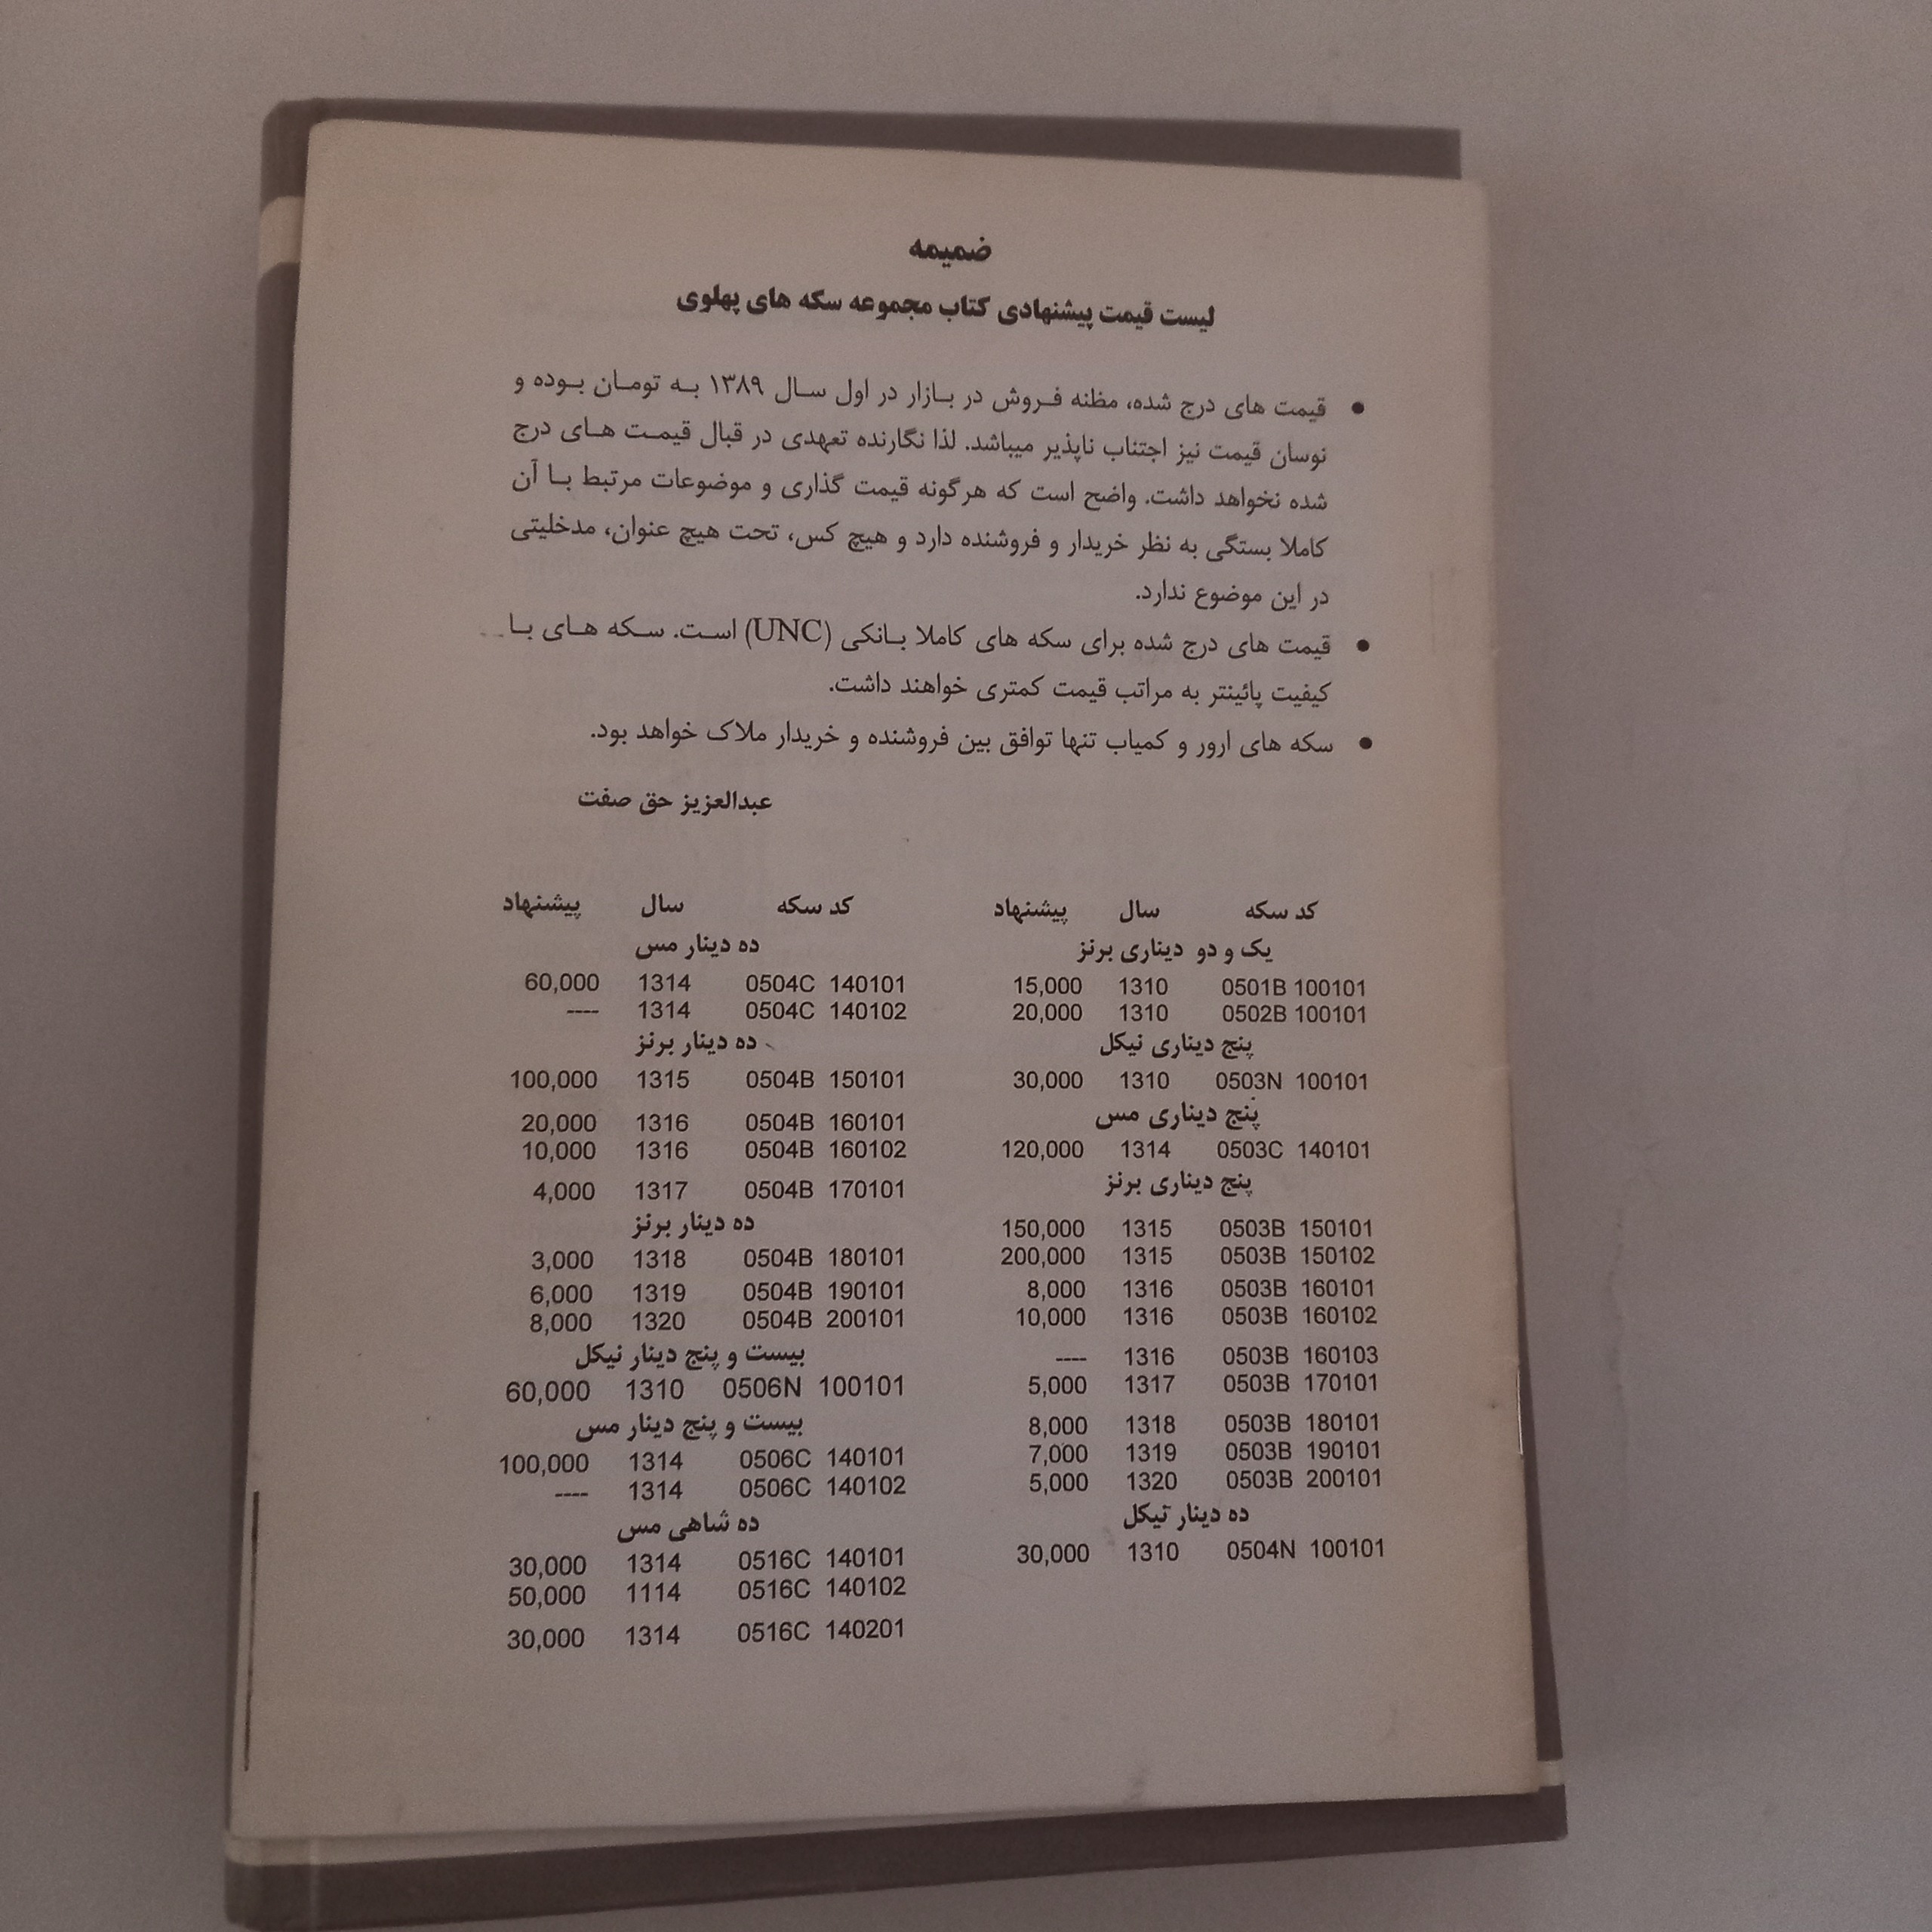 ضمیمه
لیست قیمت پیشنهادی کتاب مجموعه سکه های پهلوی
• قیمت های درج شده، مظنه فروش در بازار در اول سال ۱۳۸۹ به تومان بوده و
نوسان قیمت نیز اجتناب ناپذیر میباشد. لذا نگارنده تعهدی در قبال قیمت های درج
شده نخواهد داشت. واضح است که هرگونه قیمت گذاری و موضوعات مرتبط با آن
کاملا بستگی به نظر خریدار و فروشنده دارد و هیچ کس، تحت هیچ عنوان، مدخلیتی
در این موضوع ندارد.
• قیمت های درج شده برای سکه های کاملا بانکی (UNC) است. سکه های با
کیفیت پائینتر به مراتب قیمت کمتری خواهند داشت.
• سکه های ارور و کمیاب تنها توافق بین فروشنده و خریدار ملاک خواهد بود.
عبدالعزیز حق صفت
کد سکه سال پیشنهاد
یک و دو دیناری برنز
0501B 100101 1310 15,000
0502B 100101 1310 20,000
پنج دیناری نیکل
0503N 100101 1310 30,000
پنج دیناری مس
0503C 140101 1314 120,000
پنج دیناری برنز
0503B 150101 1315 150,000
0503B 150102 1315 200,000
0503B 160101 1316 8,000
0503B 160102 1316 10,000
0503B 160103 1316 ----
0503B 170101 1317 5,000
0503B 180101 1318 8,000
0503B 190101 1319 7,000
0503B 200101 1320 5,000
ده دینار نیکل
0504N 100101 1310 30,000
کد سکه سال پیشنهاد
ده دینار مس
0504C 140101 1314 60,000
0504C 140102 1314 ----
ده دینار برنز
0504B 150101 1315 100,000
0504B 160101 1316 20,000
0504B 160102 1316 10,000
0504B 170101 1317 4,000
ده دینار برنز
0504B 180101 1318 3,000
0504B 190101 1319 6,000
0504B 200101 1320 8,000
بیست و پنج دینار نیکل
0506N 100101 1310 60,000
بیست و پنج دینار مس
0506C 140101 1314 100,000
0506C 140102 1314 ----
ده شاهی مس
0516C 140101 1314 30,000
0516C 140102 1114 50,000
0516C 140201 1314 30,000